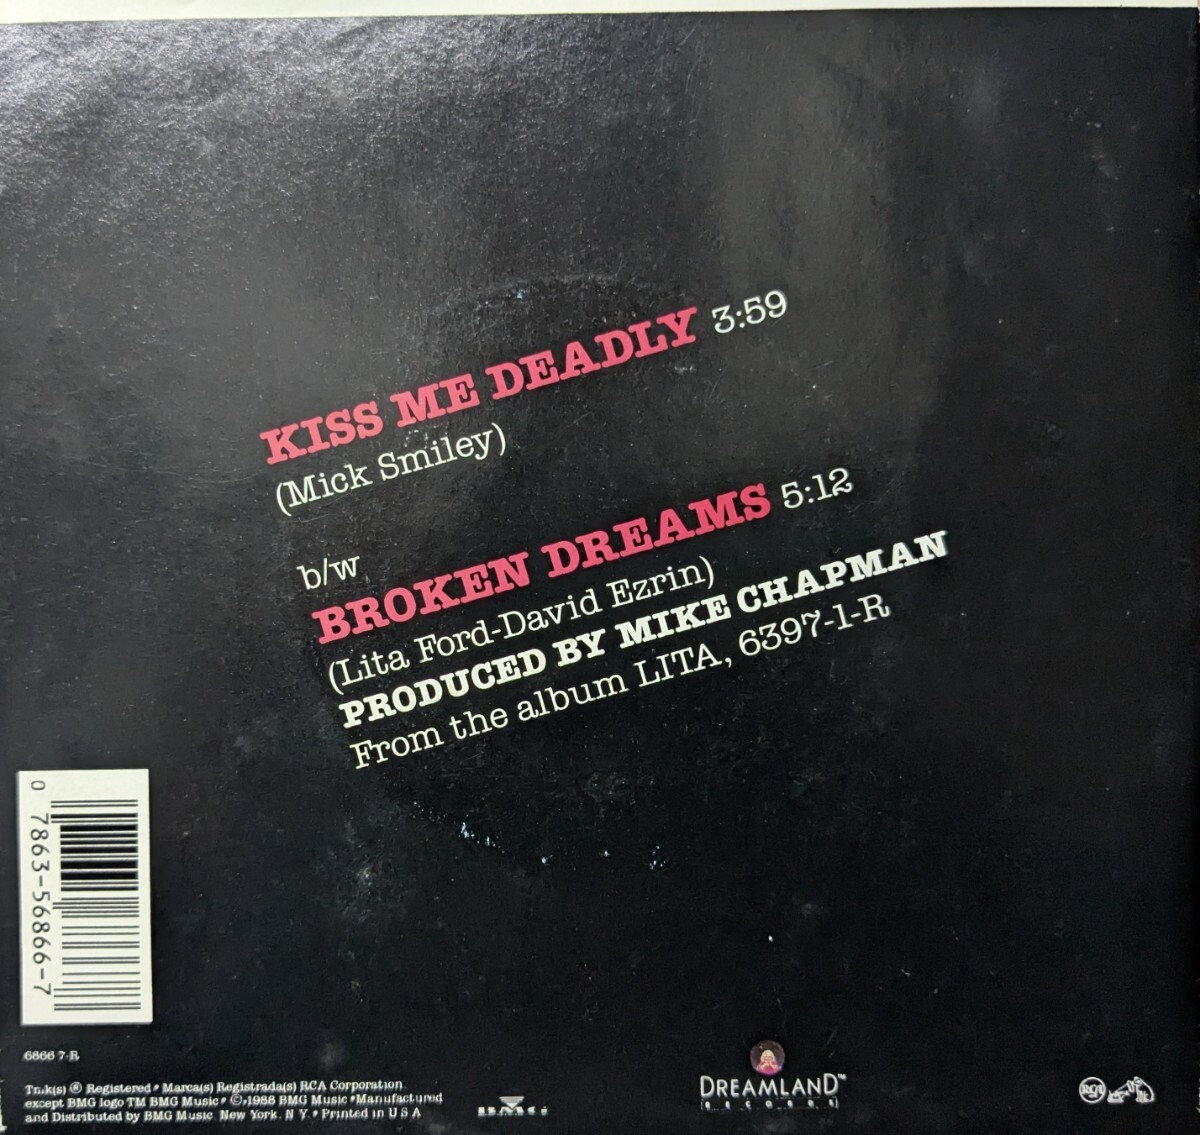 KISS ME DEADLY 3:59
(Mick Smiley)
b/w
BROKEN DREAMS 5:12
(Lita Ford-David Ezrin)
PRODUCED BY MIKE CHAPMAN
From the album LITA, 6397-1-R
0 7863-56866-7
6866 7-R
Tmk(s) ® Registered • Marca(s) Registrada(s) RCA Corporation
except BMG logo TM BMG Music • ©,1988 BMG Music •Manufactured
and Distributed by BMG Music New York. N Y • Printed in U S A
BMG
DREAMLAND™
RECORDS
RCA